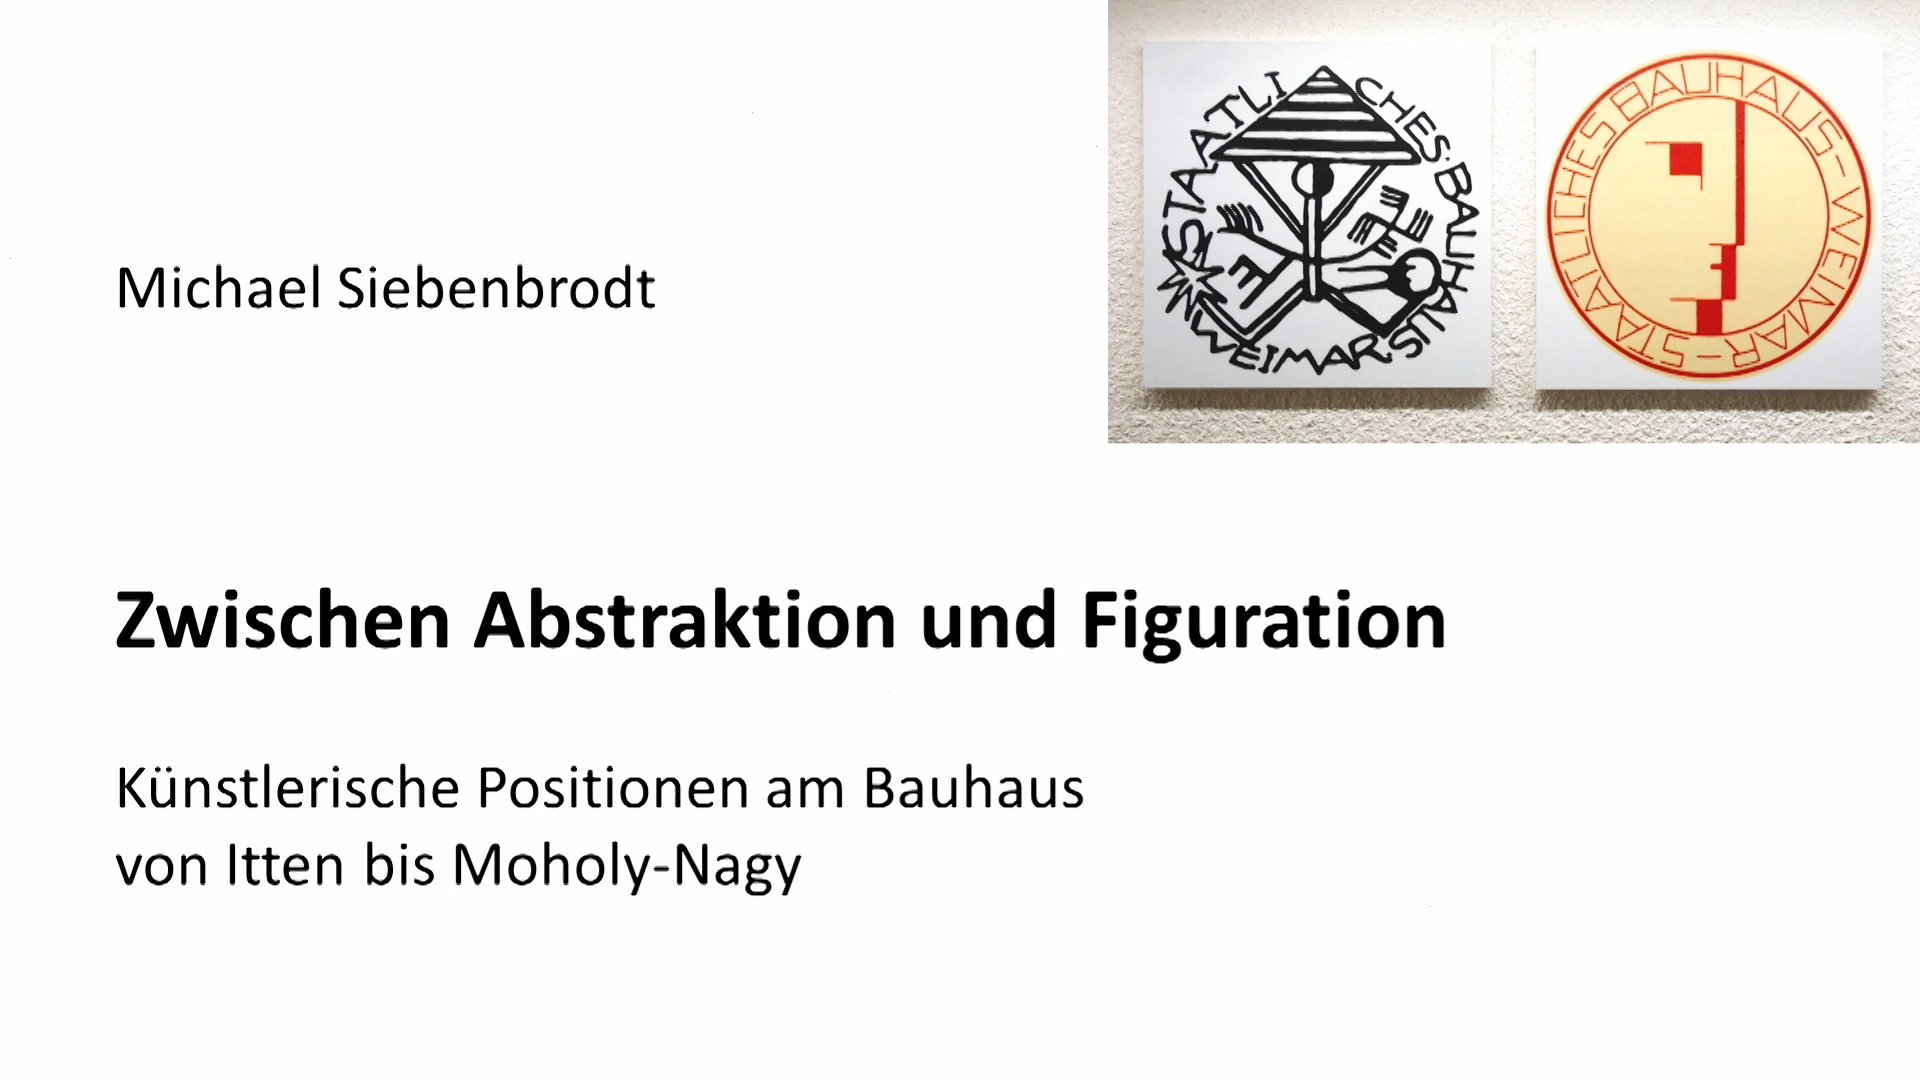 STAATLICHES·BAUHAUS WEIMAR
STAATLICHES BAUHAUS–WEIMAR–
Michael Siebenbrodt
Zwischen Abstraktion und Figuration
Künstlerische Positionen am Bauhaus
von Itten bis Moholy-Nagy